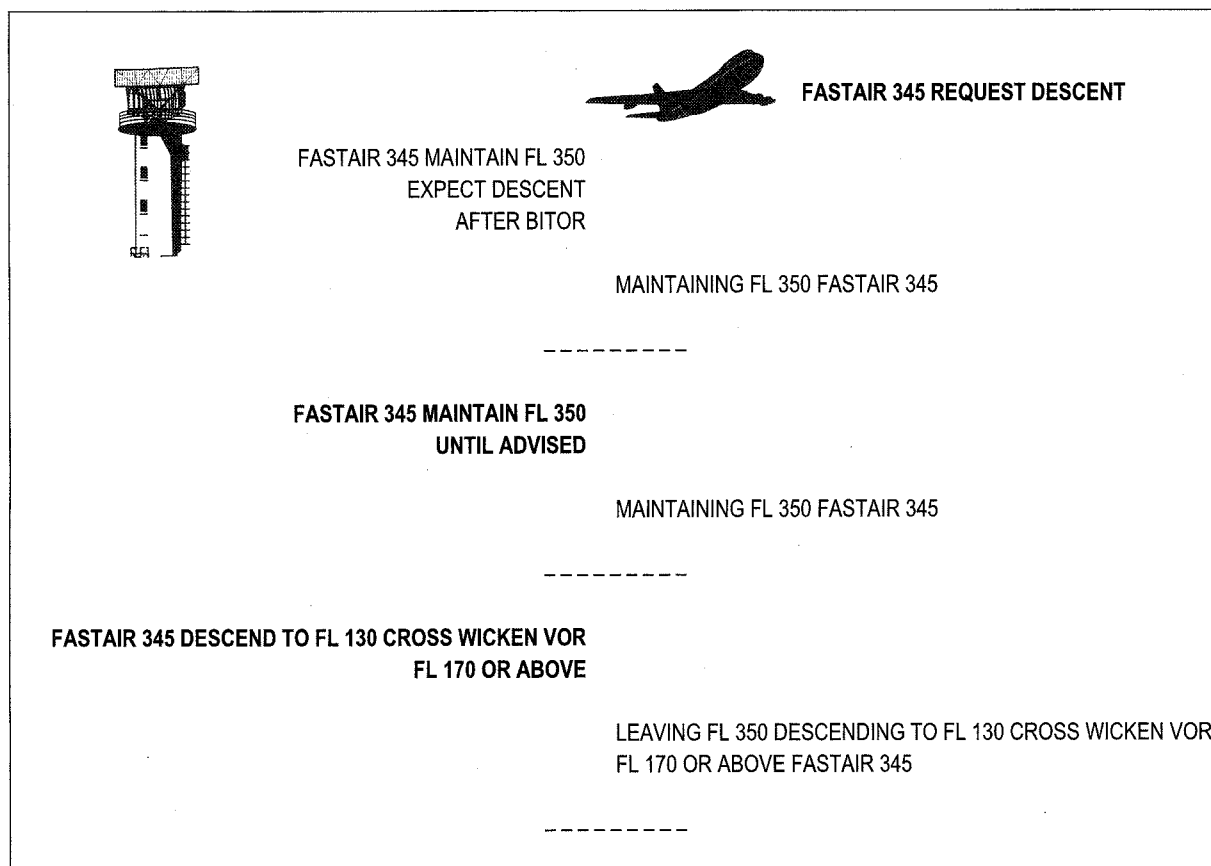 FASTAIR 345 REQUEST DESCENT
FASTAIR 345 MAINTAIN FL 350
EXPECT DESCENT
AFTER BITOR
MAINTAINING FL 350 FASTAIR 345
FASTAIR 345 MAINTAIN FL 350
UNTIL ADVISED
MAINTAINING FL 350 FASTAIR 345
FASTAIR 345 DESCEND TO FL 130 CROSS WICKEN VOR
FL 170 OR ABOVE
LEAVING FL 350 DESCENDING TO FL 130 CROSS WICKEN VOR
FL 170 OR ABOVE FASTAIR 345